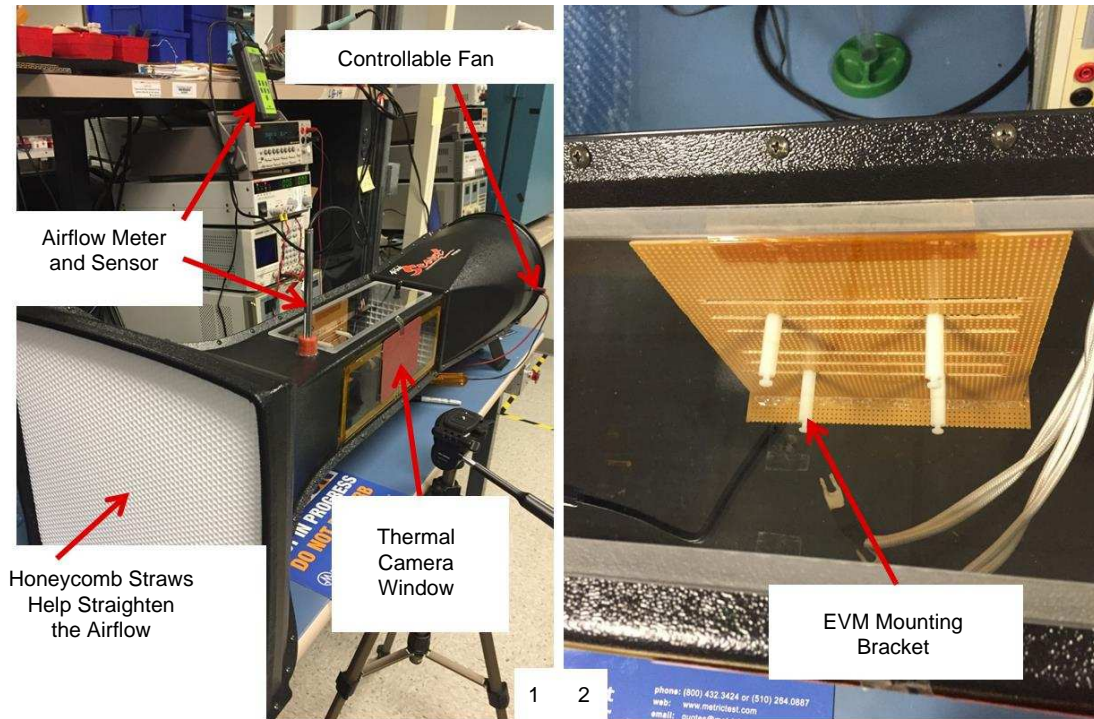 Controllable Fan
Airflow Meter
and Sensor
Honeycomb Straws
Help Straighten
the Airflow
Thermal
Camera
Window
IN PROGRESS
DO NOT
1
2
EVM Mounting
Bracket
phone: (800) 432.3424 or (510) 264.0887
web: www.metrictest.com
email: